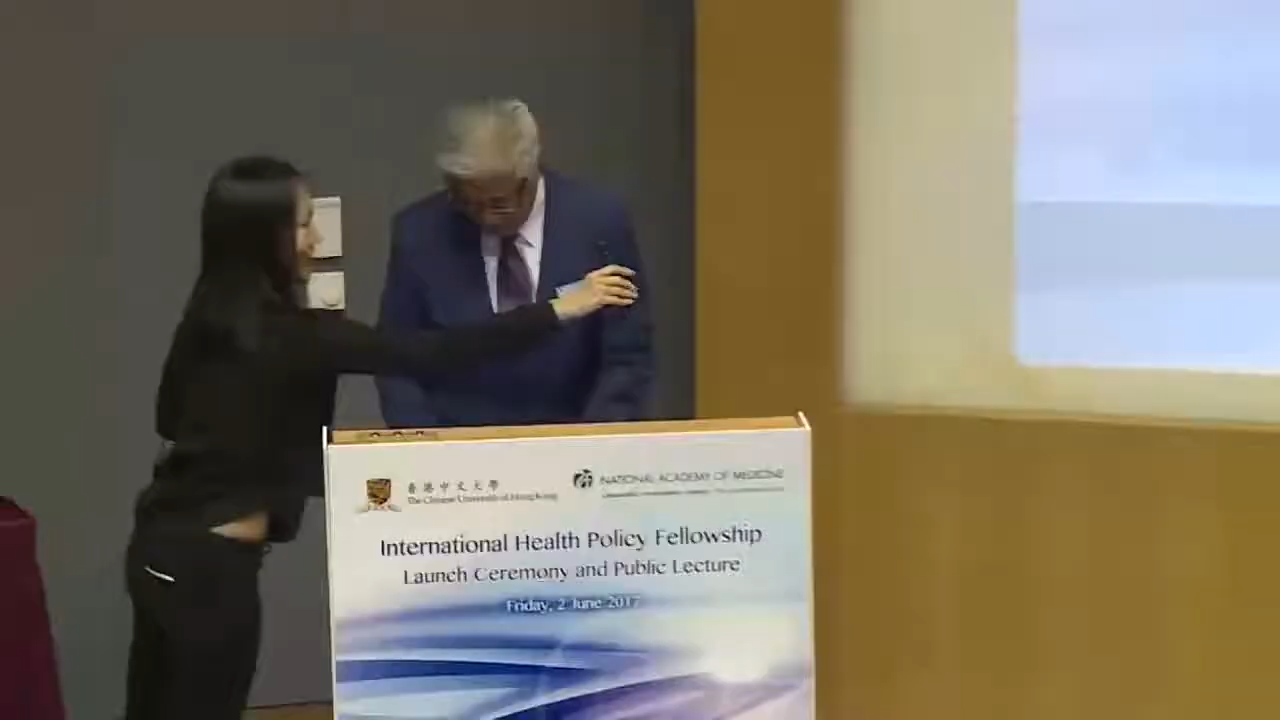 香港中文大學
The Chinese University of Hong Kong
NATIONAL ACADEMY OF MEDICINE
International Health Policy Fellowship
Launch Ceremony and Public Lecture
Friday, 2 June 2017